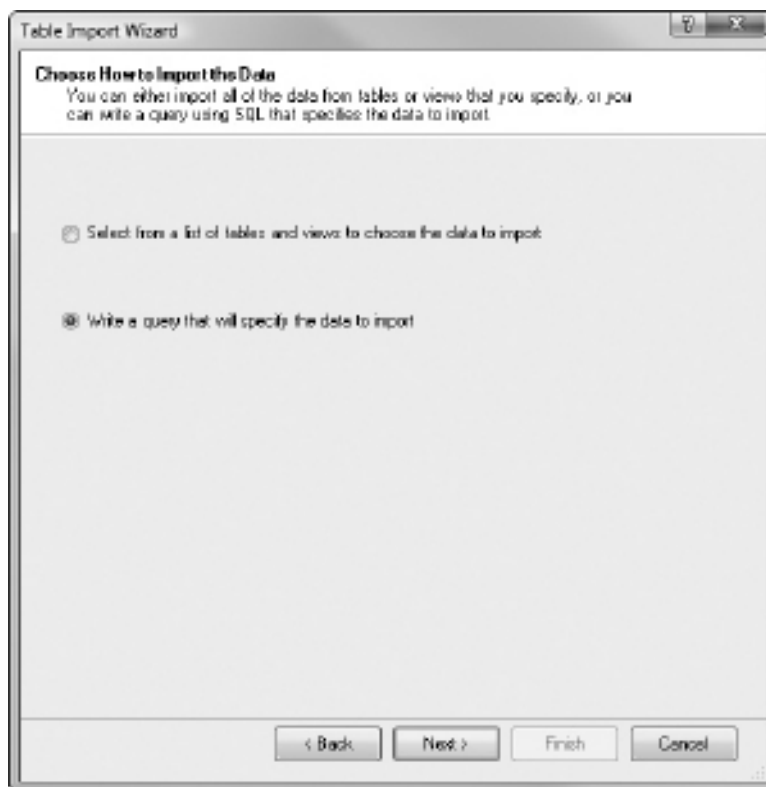 Table Import Wizard
Choose How to Import the Data
You can either import all of the data from tables or views that you specify, or you
can write a query using SQL that specifies the data to import.
Select from a list of tables and views to choose the data to import
Write a query that will specify the data to import
< Back
Next >
Finish
Cancel